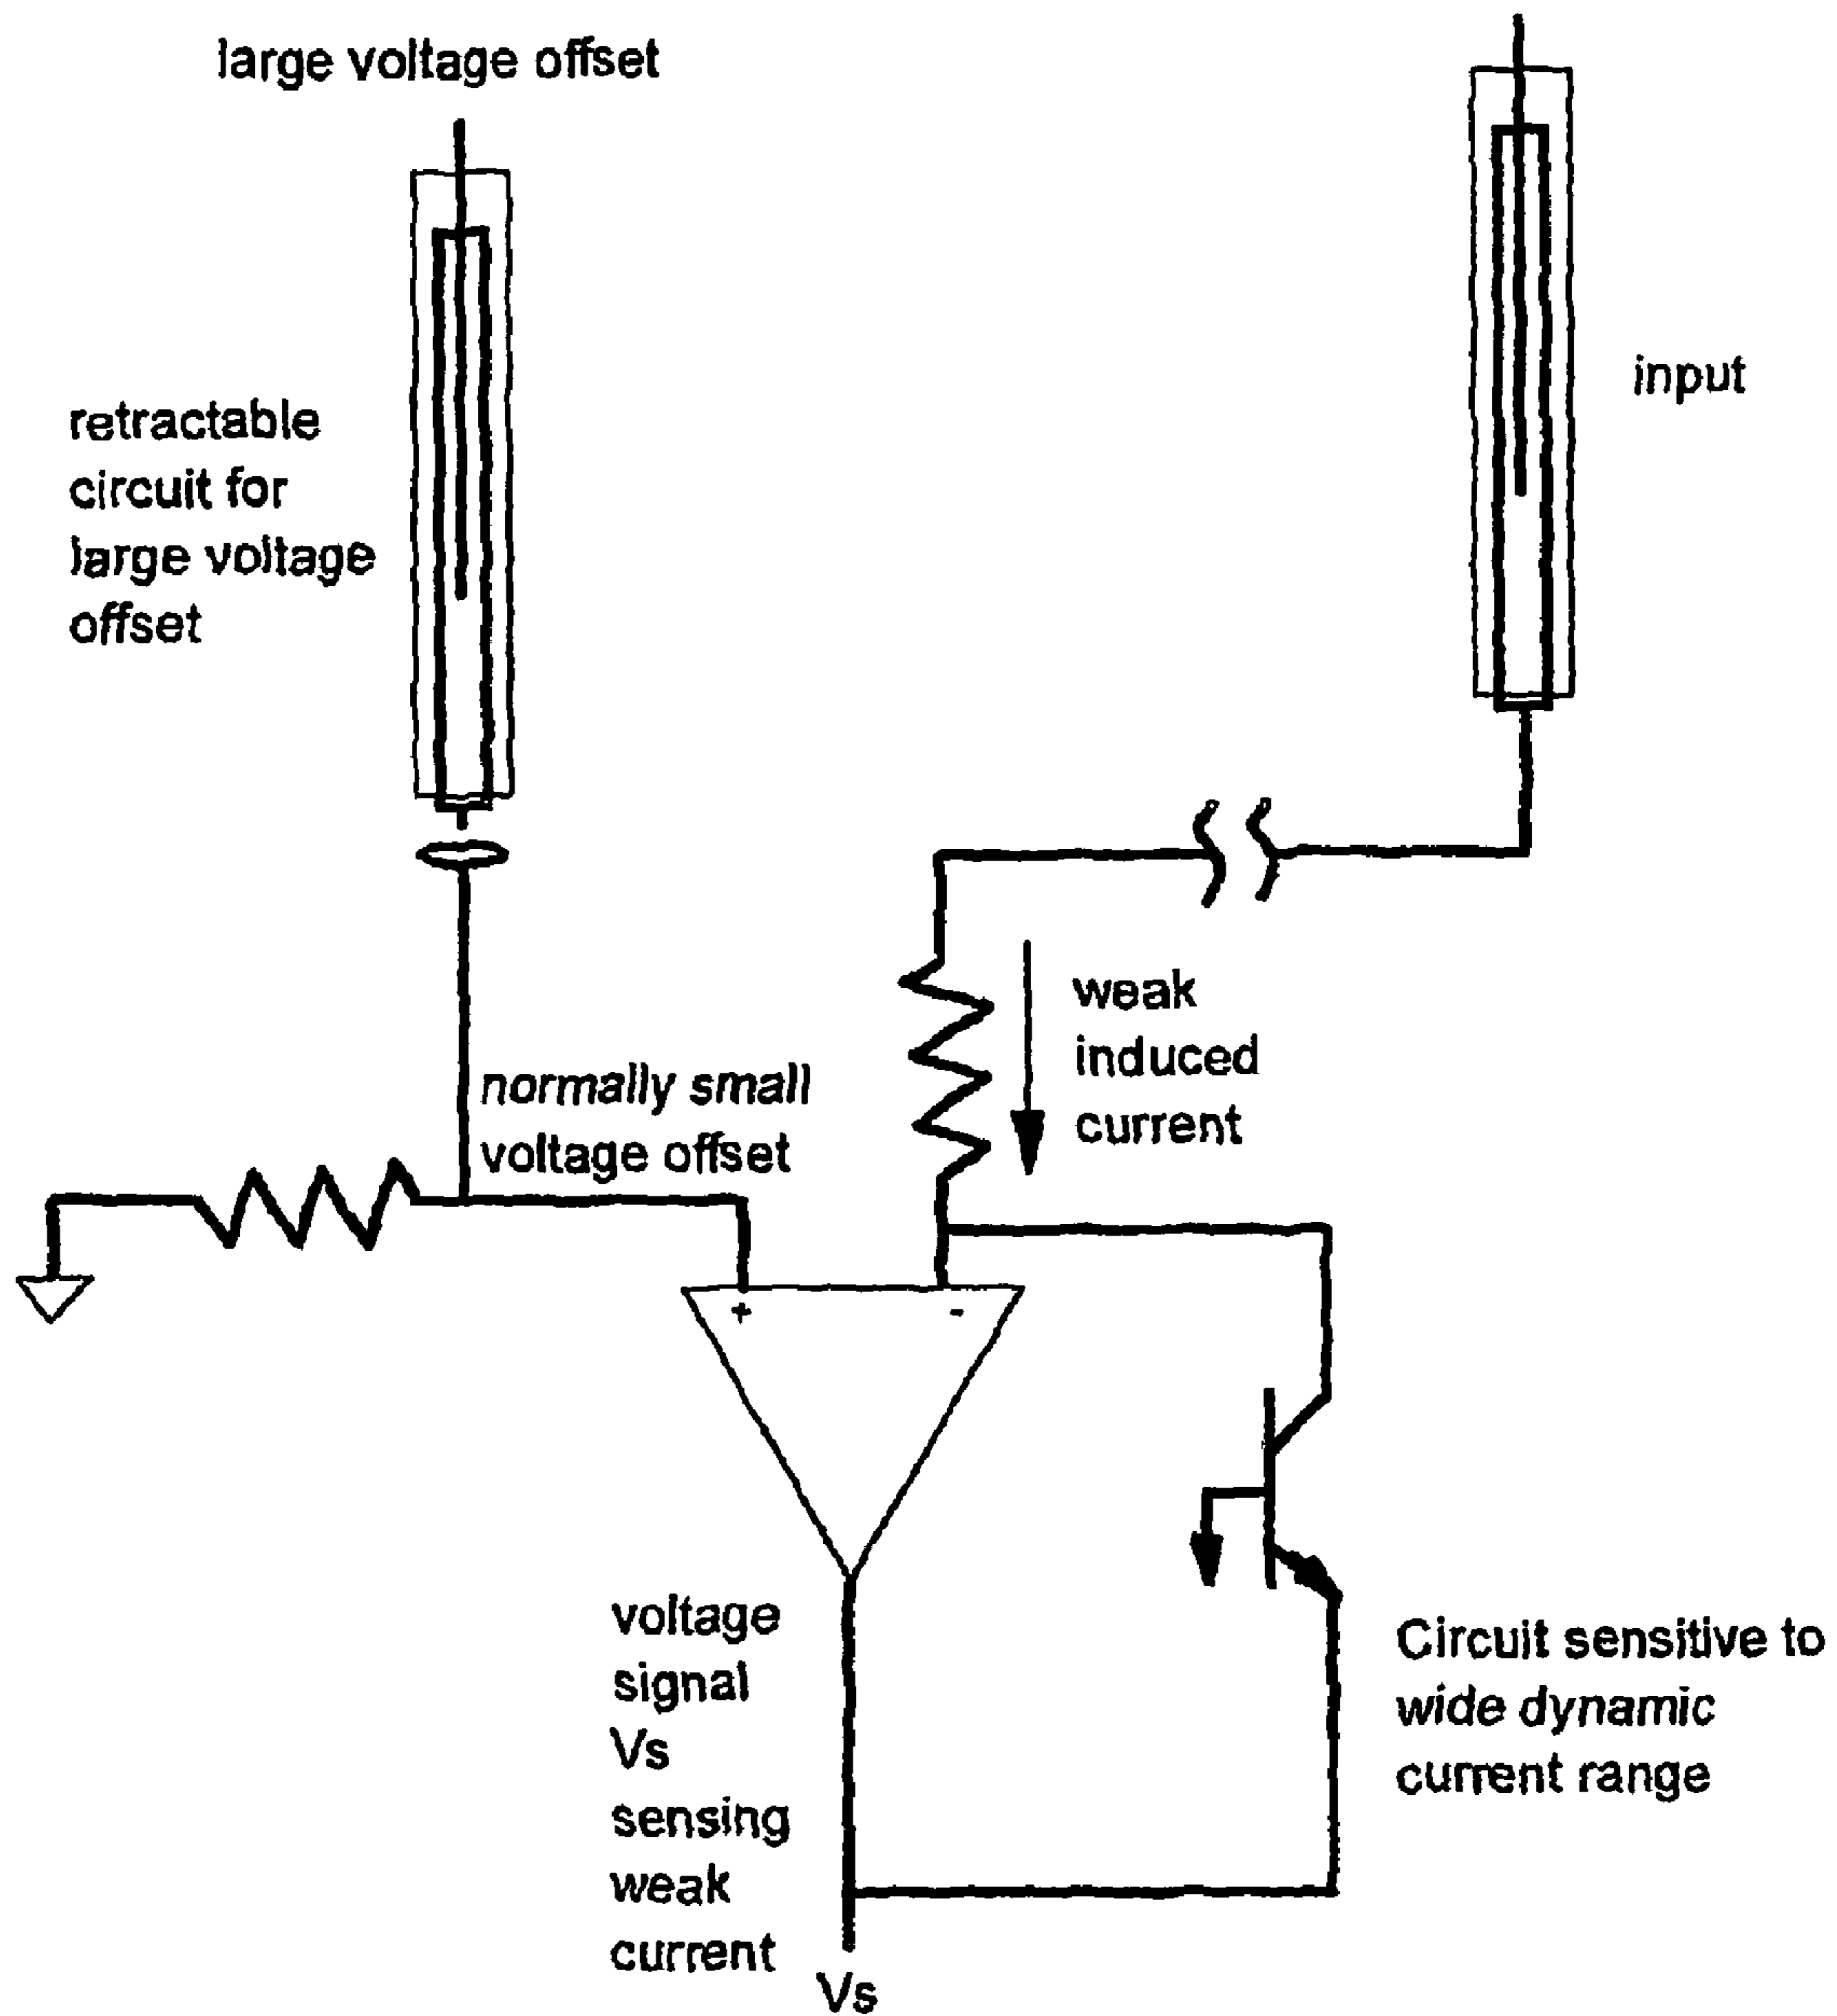 large voltage offset
input
retractable
circuit for
large voltage
offset
weak
induced
current
normally small
voltage offset
+
-
voltage
signal
Vs
sensing
weak
current
Circuit sensitive to
wide dynamic
current range
Vs